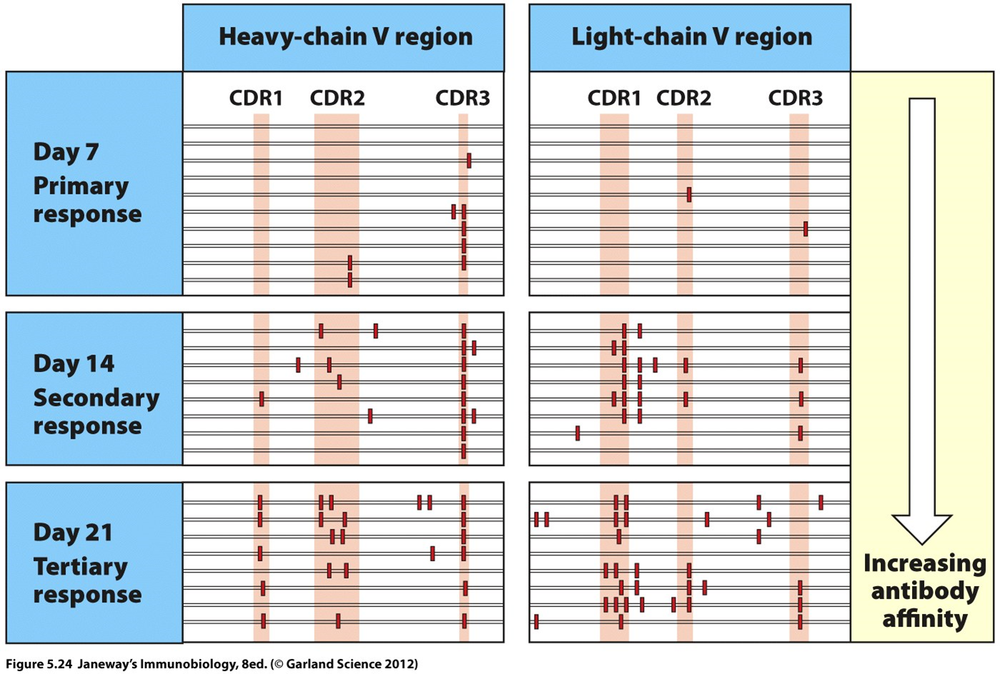 Heavy-chain V region
Light-chain V region
CDR1 CDR2 CDR3
CDR1 CDR2 CDR3
Day 7
Primary
response
Day 14
Secondary
response
Day 21
Tertiary
response
Increasing
antibody
affinity
Figure 5.24 Janeway’s Immunobiology, 8ed. (© Garland Science 2012)